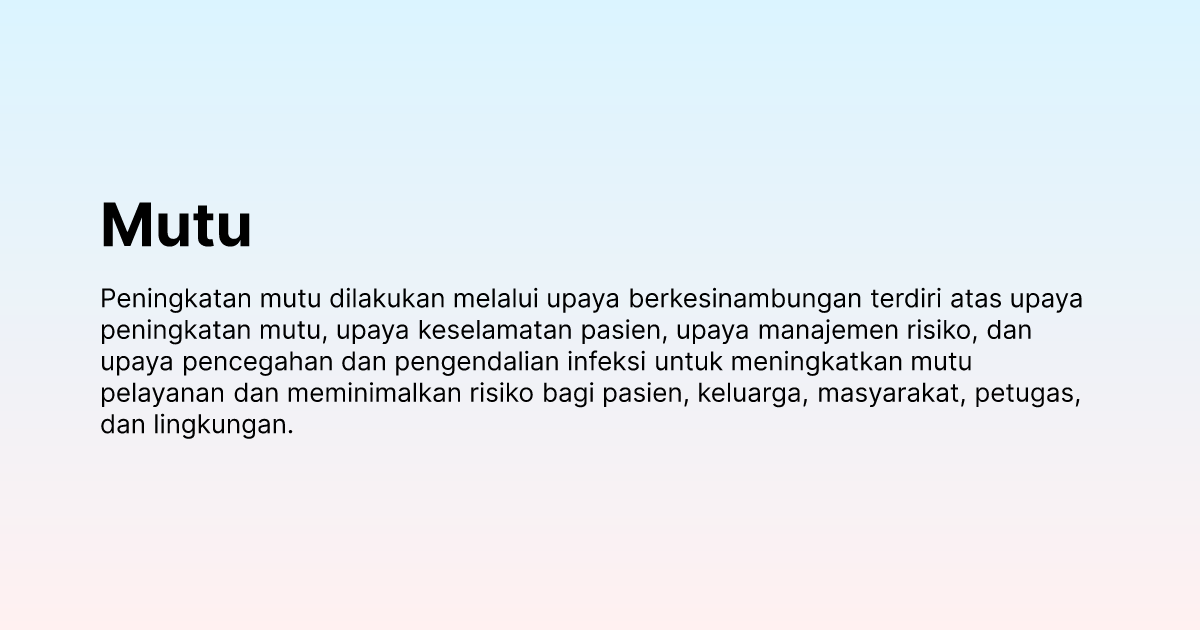 Mutu
Peningkatan mutu dilakukan melalui upaya berkesinambungan terdiri atas upaya
peningkatan mutu, upaya keselamatan pasien, upaya manajemen risiko, dan
upaya pencegahan dan pengendalian infeksi untuk meningkatkan mutu
pelayanan dan meminimalkan risiko bagi pasien, keluarga, masyarakat, petugas,
dan lingkungan.